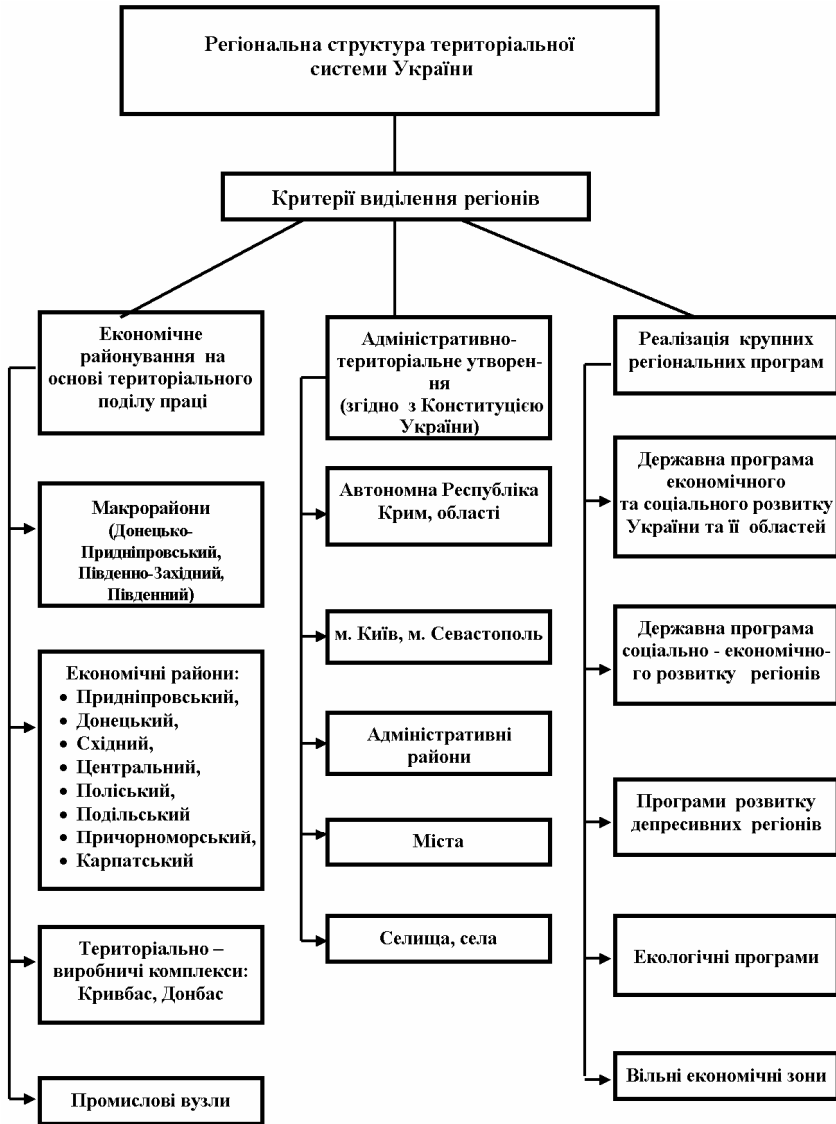 Регіональна структура територіальної
системи України
Критерії виділення регіонів
Економічне
районування на
основі територіального
поділу праці
Макрорайони
(Донецько-
Придніпровський,
Південно-Західний,
Південний)
Економічні райони:
• Придніпровський,
• Донецький,
• Східний,
• Центральний,
• Поліський,
• Подільський
• Причорноморський,
• Карпатський
Територіально –
виробничі комплекси:
Кривбас, Донбас
Промислові вузли
Адміністративно-
територіальне утворен-
ня
(згідно з Конституцією
України)
Автономна Республіка
Крим, області
м. Київ, м. Севастополь
Адміністративні
райони
Міста
Селища, села
Реалізація крупних
регіональних програм
Державна програма
економічного
та соціального розвитку
України та її областей
Державна програма
соціально - економічно-
го розвитку регіонів
Програми розвитку
депресивних регіонів
Екологічні програми
Вільні економічні зони